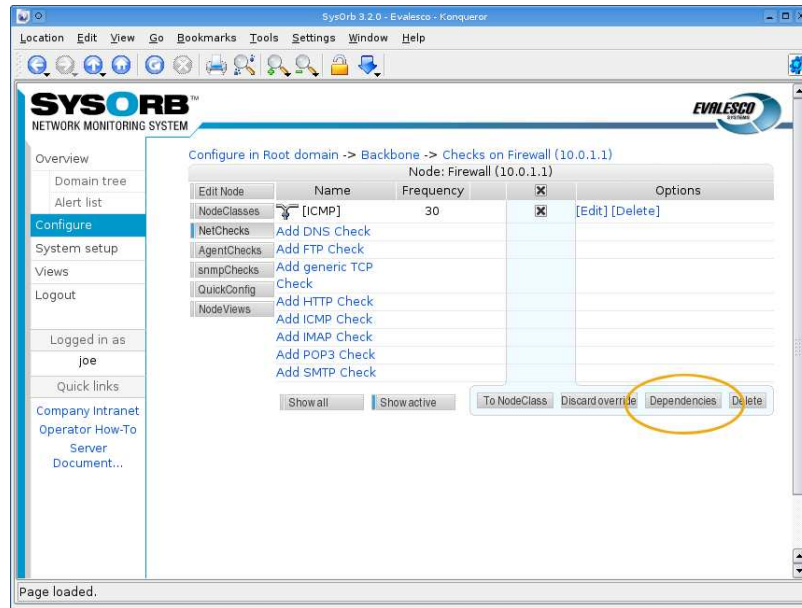 SysOrb 3.2.0 - Evalesco - Konqueror
Location Edit View Go Bookmarks Tools Settings Window Help
SYSORB™
NETWORK MONITORING SYSTEM
EVALESCO
SYSTEMS
Configure in Root domain -> Backbone -> Checks on Firewall (10.0.1.1)
Node: Firewall (10.0.1.1)
Overview
Domain tree
Alert list
Configure
System setup
Views
Logout
Logged in as
joe
Quick links
Company Intranet
Operator How-To
Server
Document...
Edit Node
NodeClasses
NetChecks
AgentChecks
snmpChecks
QuickConfig
NodeViews
Name Frequency Options
[ICMP] 30 [Edit] [Delete]
Add DNS Check
Add FTP Check
Add generic TCP
Check
Add HTTP Check
Add ICMP Check
Add IMAP Check
Add POP3 Check
Add SMTP Check
Show all Show active To NodeClass Discard override Dependencies Delete
Page loaded.